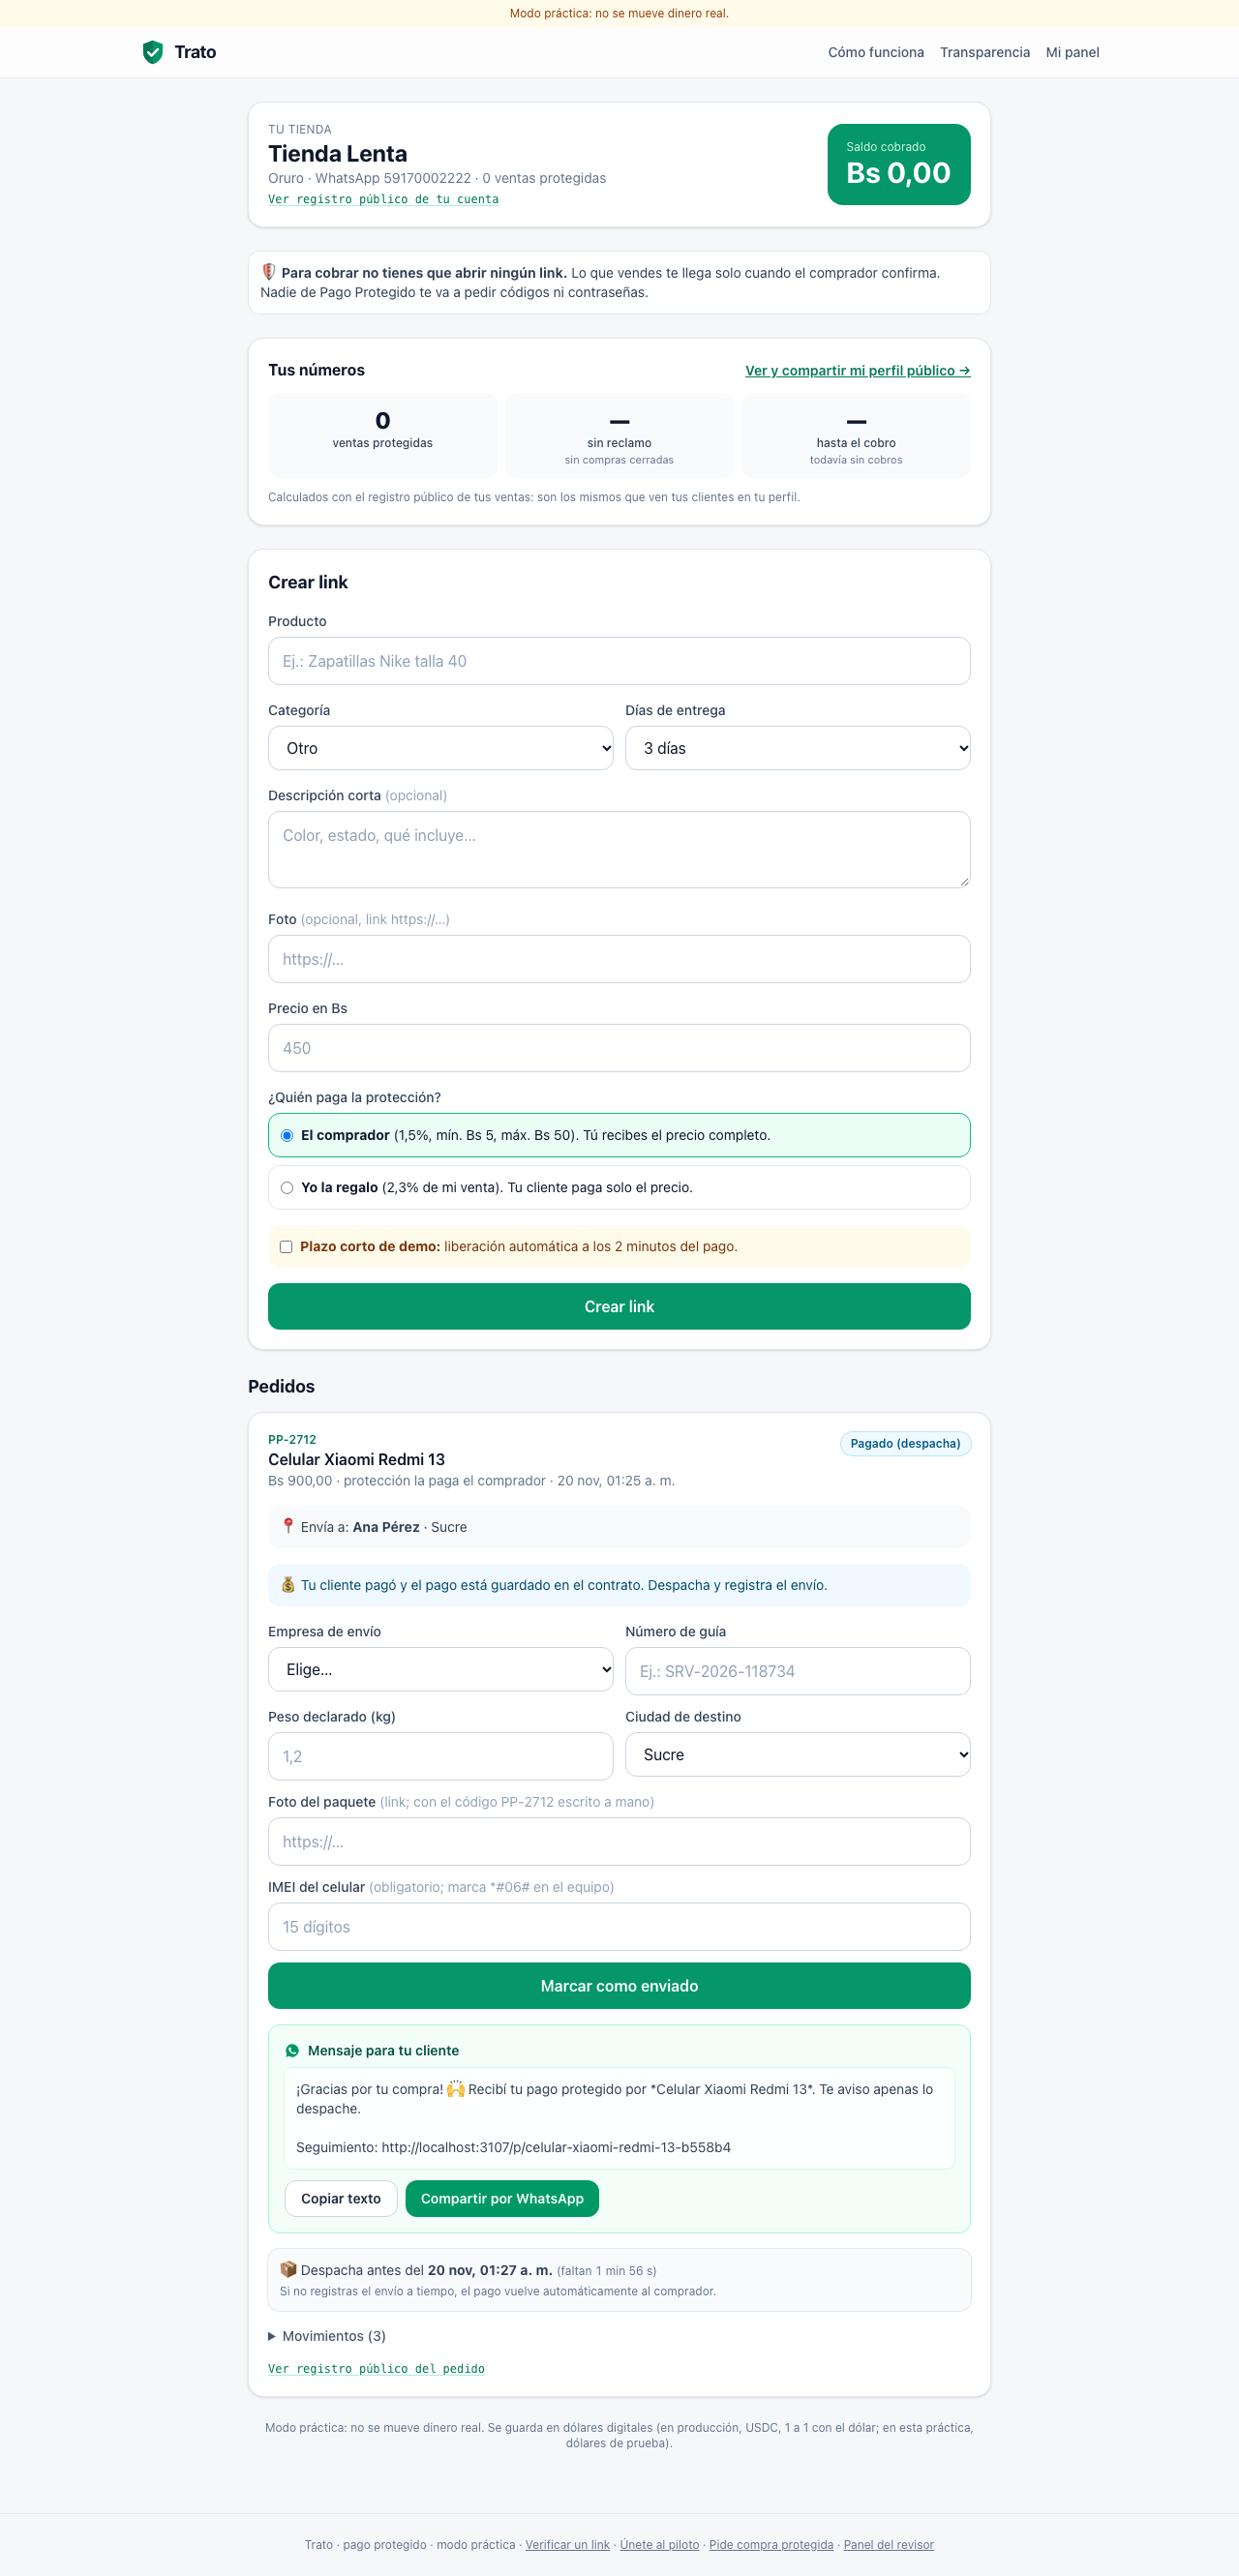 Modo práctica: no se mueve dinero real.
Trato
Cómo funciona Transparencia Mi panel
TU TIENDA
Tienda Lenta
Oruro · WhatsApp 59170002222 · 0 ventas protegidas
Ver registro público de tu cuenta
Saldo cobrado
Bs 0,00
Para cobrar no tienes que abrir ningún link. Lo que vendes te llega solo cuando el comprador confirma.
Nadie de Pago Protegido te va a pedir códigos ni contraseñas.
Tus números
Ver y compartir mi perfil público →
0
ventas protegidas
—
sin reclamo
sin compras cerradas
—
hasta el cobro
todavía sin cobros
Calculados con el registro público de tus ventas: son los mismos que ven tus clientes en tu perfil.
Crear link
Producto
Ej.: Zapatillas Nike talla 40
Categoría
Otro
Días de entrega
3 días
Descripción corta (opcional)
Color, estado, qué incluye...
Foto (opcional, link https://...)
https://...
Precio en Bs
450
¿Quién paga la protección?
El comprador (1,5%, mín. Bs 5, máx. Bs 50). Tú recibes el precio completo.
Yo la regalo (2,3% de mi venta). Tu cliente paga solo el precio.
Plazo corto de demo: liberación automática a los 2 minutos del pago.
Crear link
Pedidos
PP-2712
Celular Xiaomi Redmi 13
Bs 900,00 · protección la paga el comprador · 20 nov, 01:25 a. m.
Pagado (despacha)
Envía a: Ana Pérez · Sucre
Tu cliente pagó y el pago está guardado en el contrato. Despacha y registra el envío.
Empresa de envío
Elige...
Número de guía
Ej.: SRV-2026-118734
Peso declarado (kg)
1,2
Ciudad de destino
Sucre
Foto del paquete (link; con el código PP-2712 escrito a mano)
https://...
IMEI del celular (obligatorio; marca *#06# en el equipo)
15 dígitos
Marcar como enviado
Mensaje para tu cliente
¡Gracias por tu compra! 🙌 Recibí tu pago protegido por *Celular Xiaomi Redmi 13*. Te aviso apenas lo
despache.
Seguimiento: http://localhost:3107/p/celular-xiaomi-redmi-13-b558b4
Copiar texto
Compartir por WhatsApp
Despacha antes del 20 nov, 01:27 a. m. (faltan 1 min 56 s)
Si no registras el envío a tiempo, el pago vuelve automáticamente al comprador.
Movimientos (3)
Ver registro público del pedido
Modo práctica: no se mueve dinero real. Se guarda en dólares digitales (en producción, USDC, 1 a 1 con el dólar; en esta práctica,
dólares de prueba).
Trato · pago protegido · modo práctica · Verificar un link · Únete al piloto · Pide compra protegida · Panel del revisor